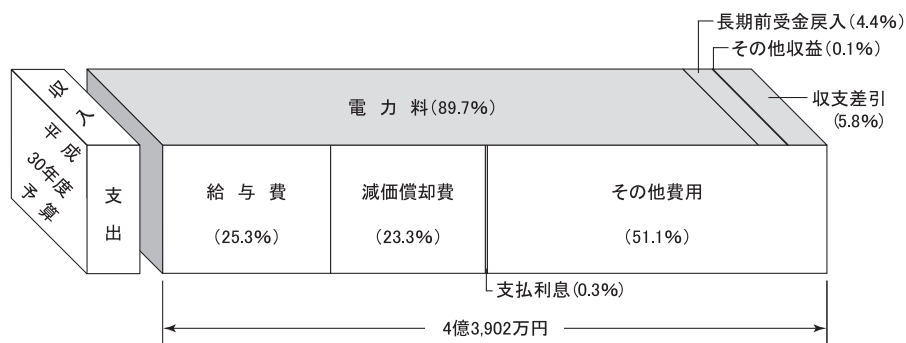 長期前受金戻入(4.4%)
その他収益(0.1%)
収入
電力料(89.7%)
収支差引
(5.8%)
平成
30年度
予算
支出
給与費
(25.3%)
減価償却費
(23.3%)
その他費用
(51.1%)
支払利息(0.3%)
4億3,902万円